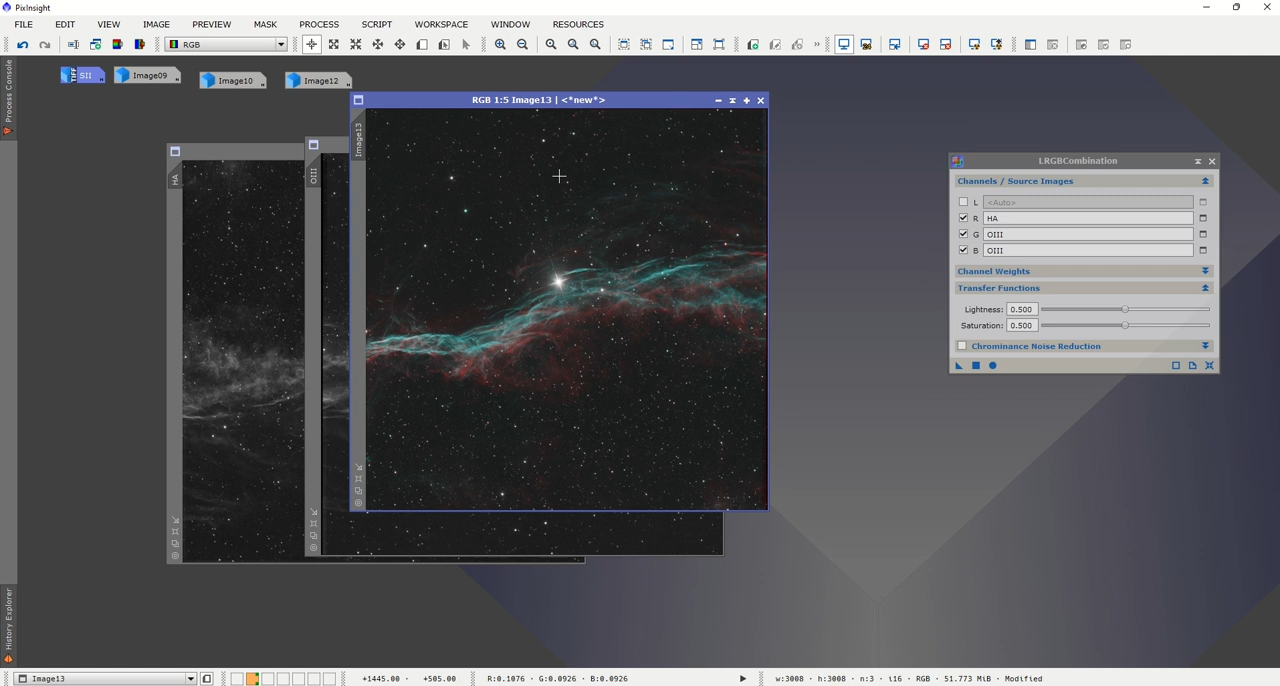 PixInsight
FILE EDIT VIEW IMAGE PREVIEW MASK PROCESS SCRIPT WORKSPACE WINDOW RESOURCES
RGB
Process Console
SII
Image09
Image10
Image12
RGB 1:5 Image13 | <*new*>
Image13
HA
OIII
LRGBCombination
Channels / Source Images
L <Auto>
R HA
G OIII
B OIII
Channel Weights
Transfer Functions
Lightness: 0.500
Saturation: 0.500
Chrominance Noise Reduction
History Explorer
Image13
+1445.00 · +505.00
R:0.1076 · G:0.0926 · B:0.0926
w:3008 · h:3008 · n:3 · i16 · RGB · 51.773 MiB · Modified